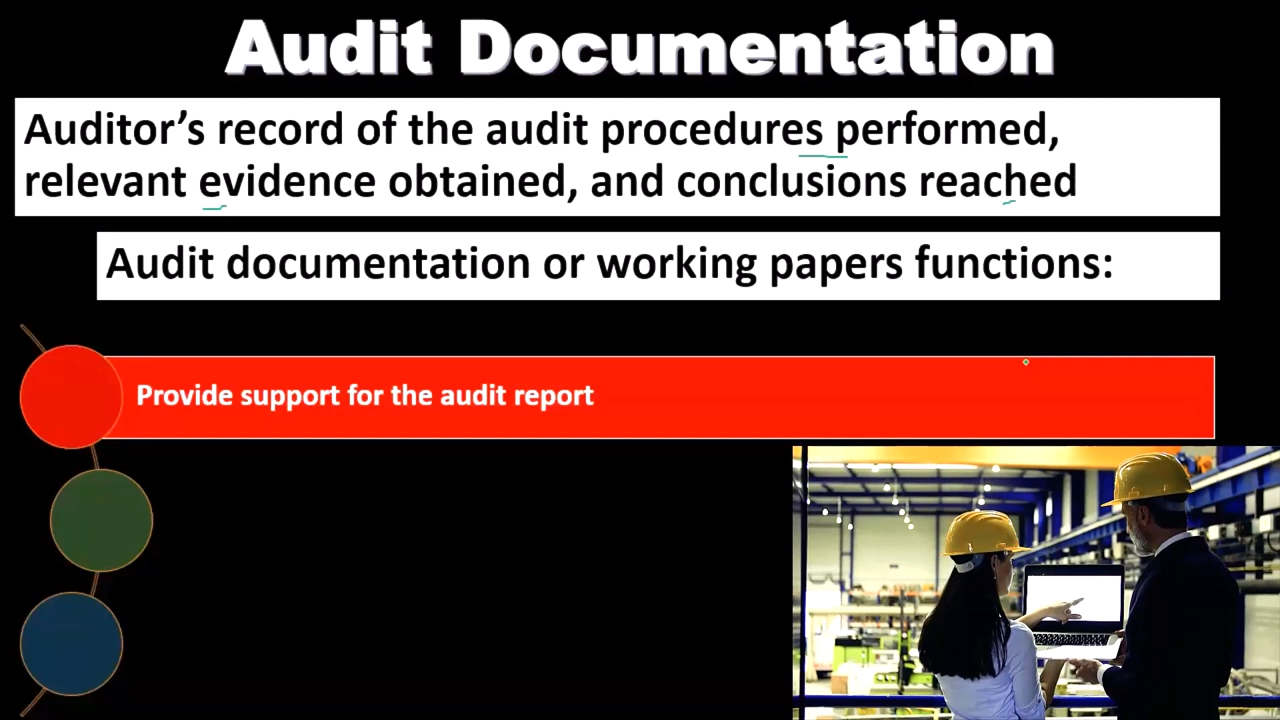 Audit Documentation
Auditor’s record of the audit procedures performed,
relevant evidence obtained, and conclusions reached
Audit documentation or working papers functions:
Provide support for the audit report